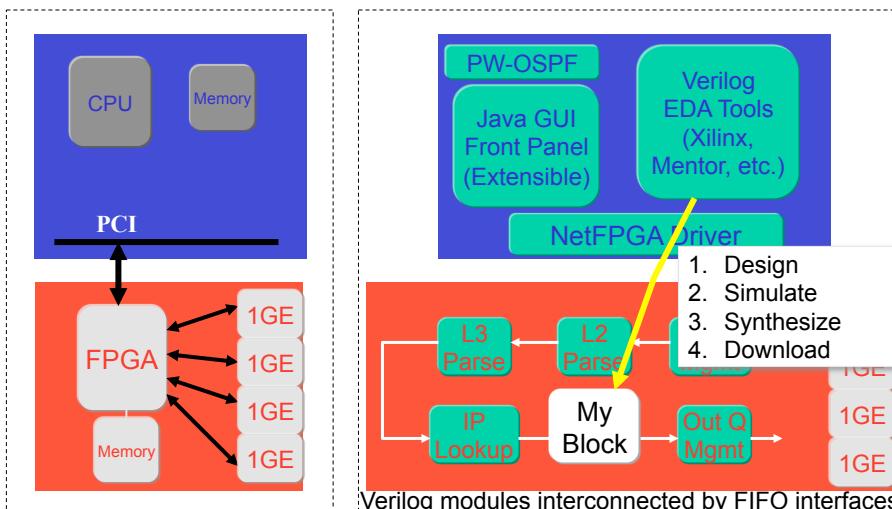 CPU
Memory
PCI
FPGA
1GE
1GE
1GE
1GE
Memory
PW-OSPF
Java GUI
Front Panel
(Extensible)
Verilog
EDA Tools
(Xilinx,
Mentor, etc.)
NetFPGA Driver
1. Design
2. Simulate
3. Synthesize
4. Download
L3
Parse
L2
Parse
IP
Lookup
My
Block
Out Q
Mgmt
1GE
1GE
1GE
Verilog modules interconnected by FIFO interfaces